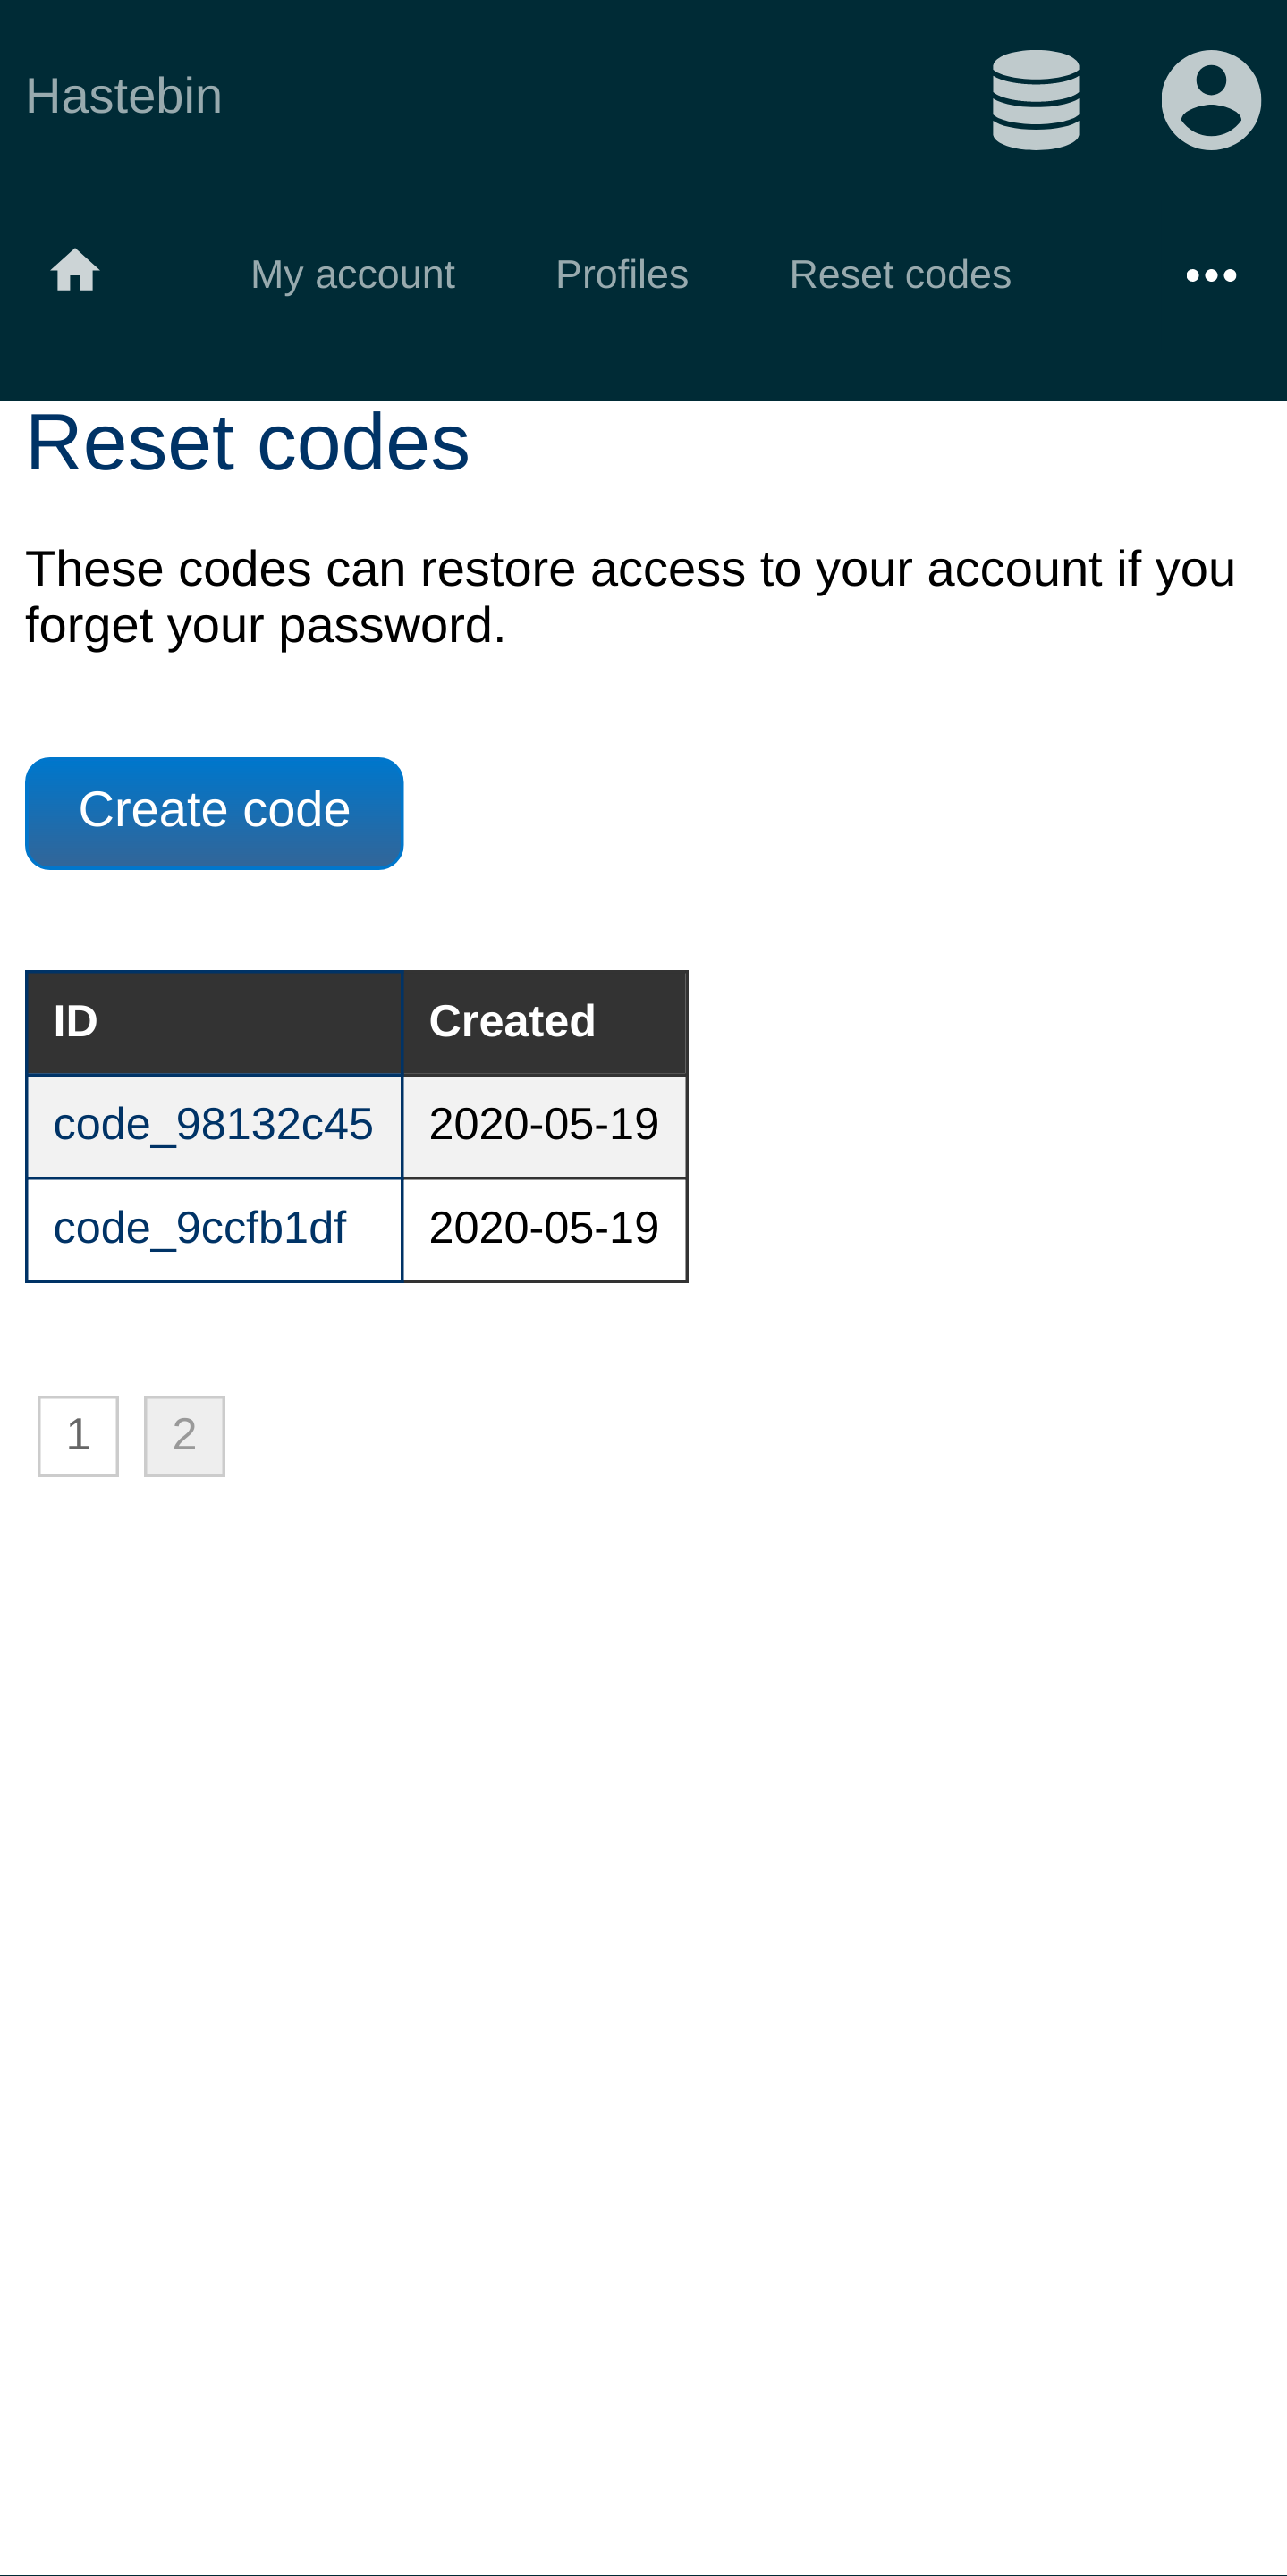 Hastebin
My account Profiles Reset codes
Reset codes
These codes can restore access to your account if you
forget your password.
Create code
ID Created
code_98132c45 2020-05-19
code_9ccfb1df 2020-05-19
1 2